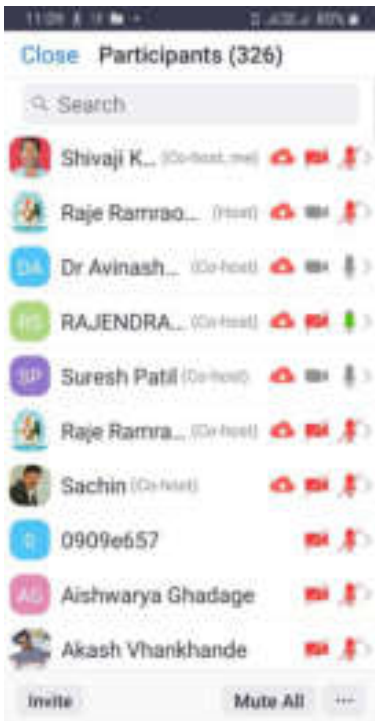 11:09
Close Participants (326)
Search
Shivaji K... (Co-host, me)
Raje Ramrao... (Host)
DA Dr Avinash... (Co-host)
RS RAJENDRA... (Co-host)
SP Suresh Patil (Co-host)
Raje Ramra... (Co-host)
Sachin (Co-host)
0 0909e657
AG Aishwarya Ghadage
Akash Vhankhande
Invite Mute All ...